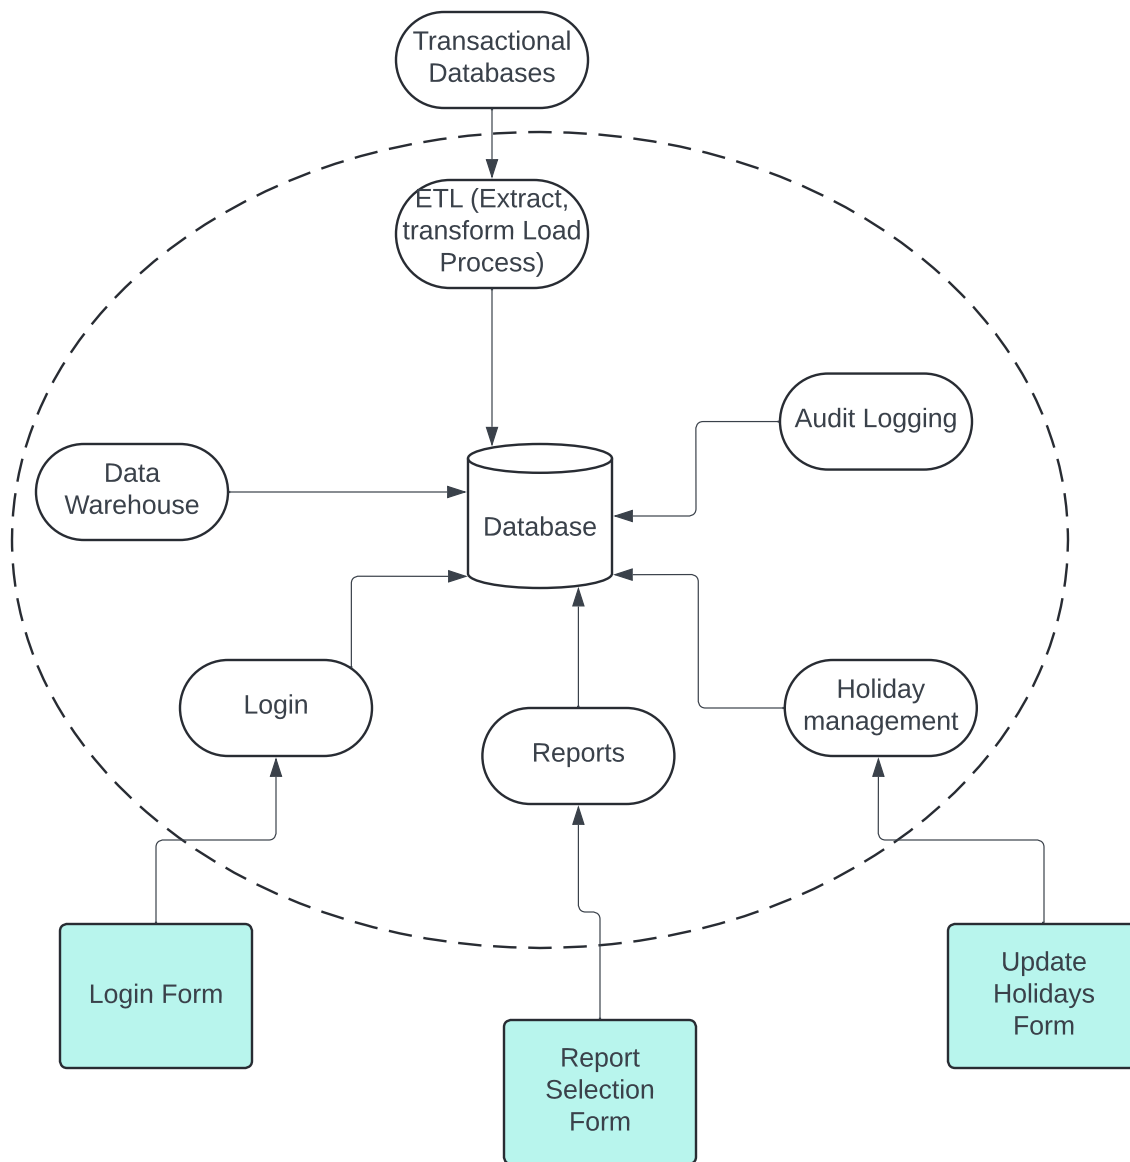 Transactional
Databases
ETL (Extract,
transform Load
Process)
Audit Logging
Data
Warehouse
Database
Login
Reports
Holiday
management
Login Form
Update
Holidays
Form
Report
Selection
Form